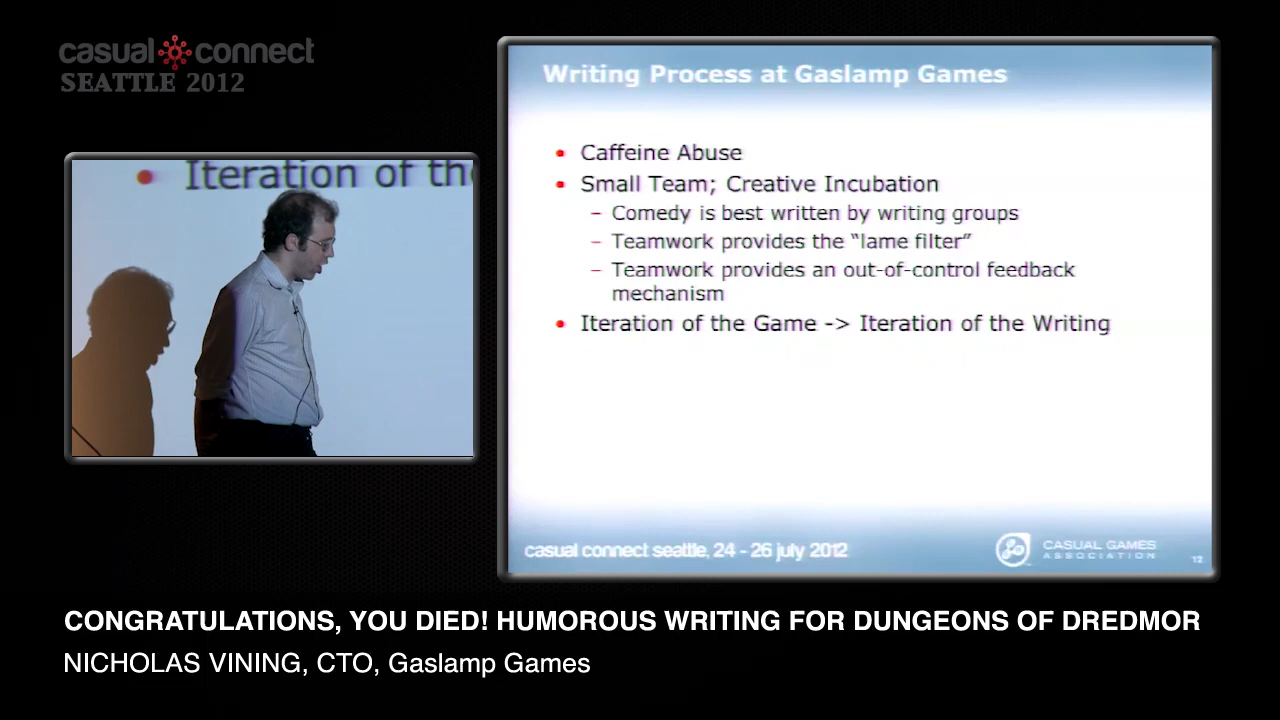 casual connect
SEATTLE 2012
Iteration of the
Writing Process at Gaslamp Games
• Caffeine Abuse
• Small Team; Creative Incubation
– Comedy is best written by writing groups
– Teamwork provides the “lame filter”
– Teamwork provides an out-of-control feedback
mechanism
• Iteration of the Game -> Iteration of the Writing
casual connect seattle, 24 - 26 july 2012
CASUAL GAMES
ASSOCIATION
12
CONGRATULATIONS, YOU DIED! HUMOROUS WRITING FOR DUNGEONS OF DREDMOR
NICHOLAS VINING, CTO, Gaslamp Games